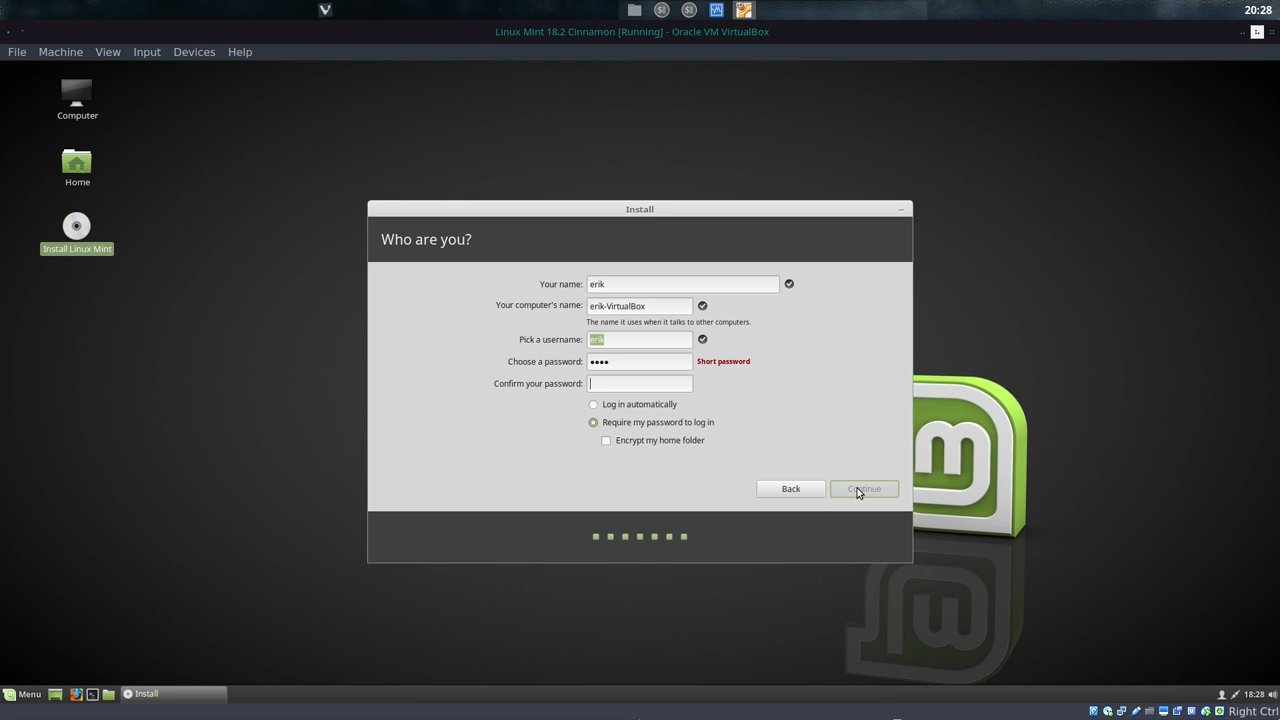 20:28
Linux Mint 18.2 Cinnamon [Running] - Oracle VM VirtualBox
File Machine View Input Devices Help
Computer
Home
Install Linux Mint
Install
Who are you?
Your name: erik
Your computer's name: erik-VirtualBox
The name it uses when it talks to other computers.
Pick a username: erik
Choose a password: ●●●● Short password
Confirm your password:
Log in automatically
Require my password to log in
Encrypt my home folder
Back Continue
Menu Install 18:28
Right Ctrl